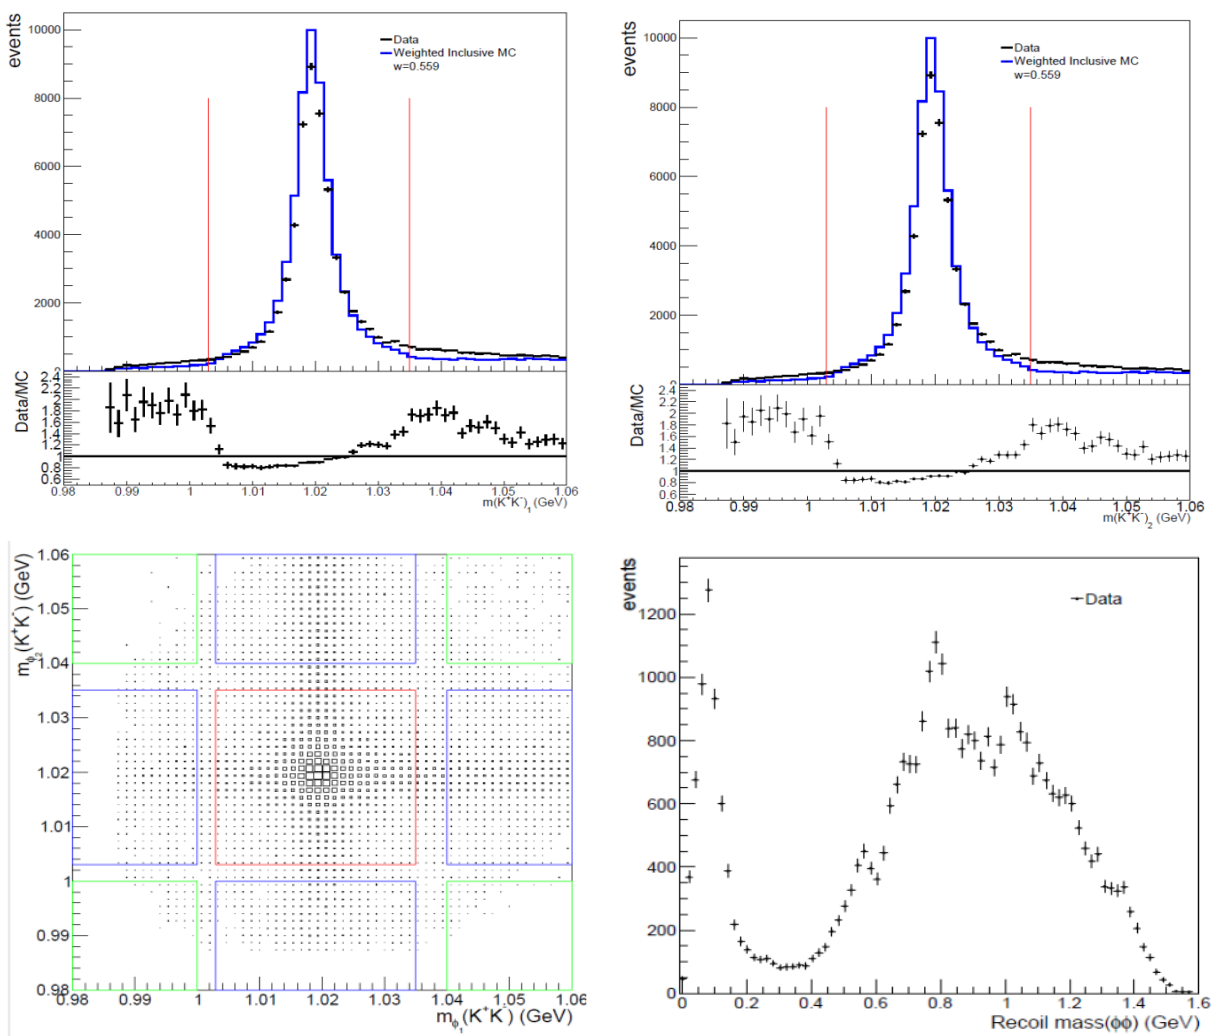 events
10000
8000
6000
4000
2000
Data
Weighted Inclusive MC
w=0.559
Data/MC
2.4
2.2
2
1.8
1.6
1.4
1.2
1
0.8
0.6
0.98 0.99 1 1.01 1.02 1.03 1.04 1.05 1.06
m(K⁺K⁻)₁ (GeV)
events
10000
8000
6000
4000
2000
0
Data
Weighted Inclusive MC
w=0.559
Data/MC
2.4
2.2
2
1.8
1.6
1.4
1.2
1
0.8
0.6
0.98 0.99 1 1.01 1.02 1.03 1.04 1.05 1.06
m(K⁺K⁻)₂ (GeV)
m_ϕ₂(K⁺K⁻) (GeV)
1.06
1.05
1.04
1.03
1.02
1.01
1
0.99
0.98
0.98 0.99 1 1.01 1.02 1.03 1.04 1.05 1.06
m_ϕ₁(K⁺K⁻) (GeV)
events
1200
1000
800
600
400
200
0
Data
0 0.2 0.4 0.6 0.8 1 1.2 1.4 1.6
Recoil mass(ϕϕ) (GeV)